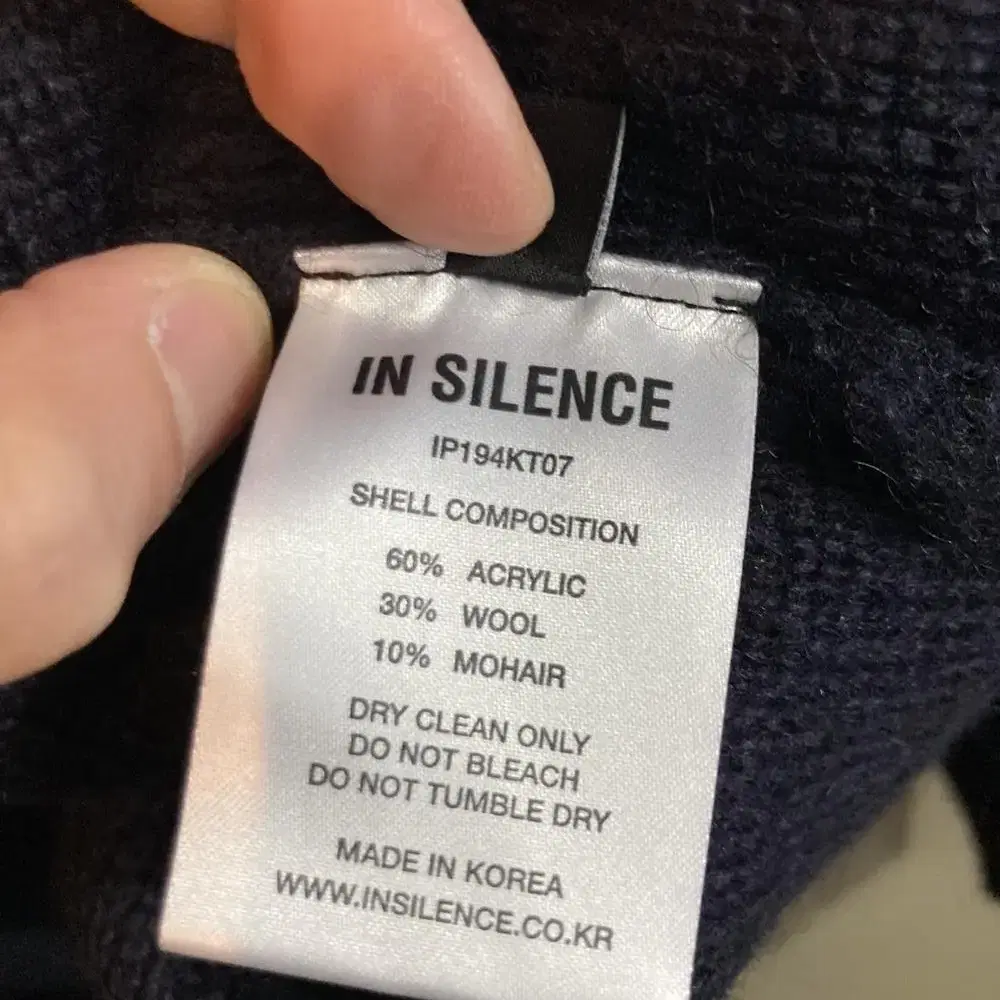 IN SILENCE
IP194KT07
SHELL COMPOSITION
60% ACRYLIC
30% WOOL
10% MOHAIR
DRY CLEAN ONLY
DO NOT BLEACH
DO NOT TUMBLE DRY
MADE IN KOREA
WWW.INSILENCE.CO.KR